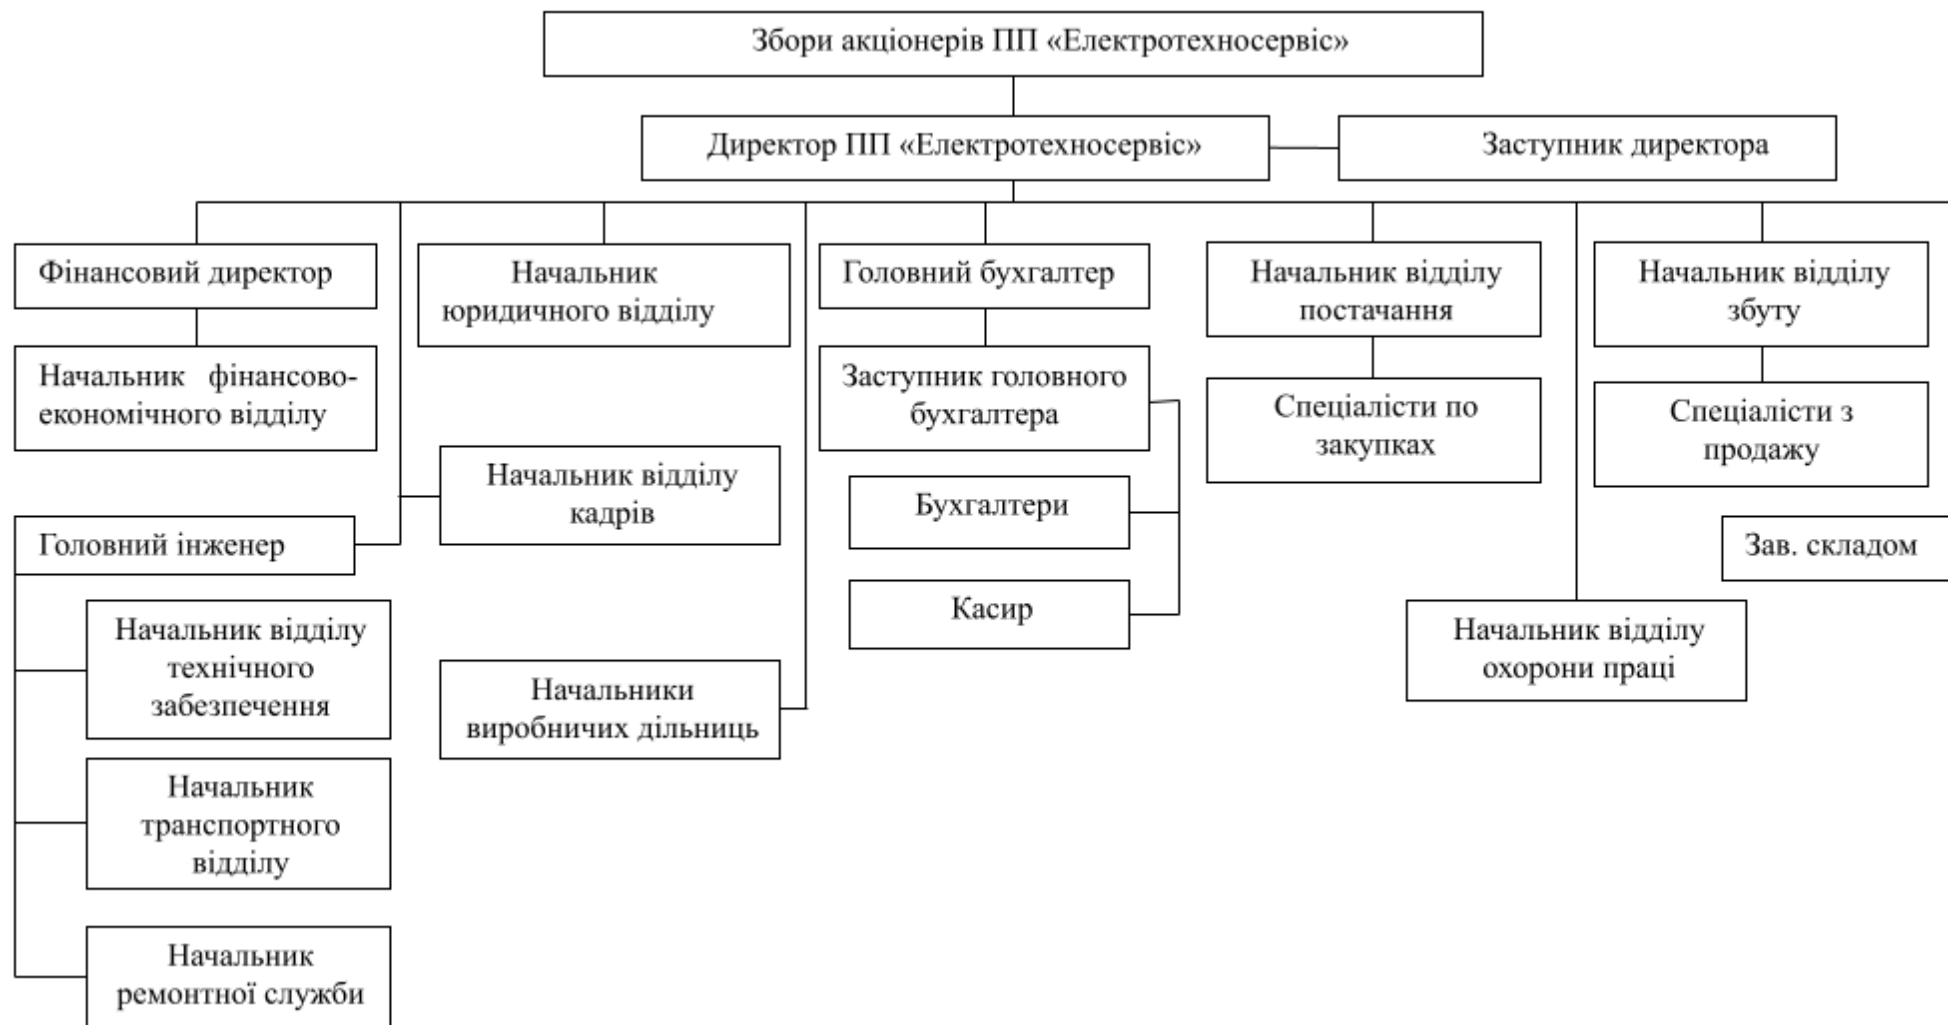 Збори акціонерів ПП «Електротехносервіс»
Директор ПП «Електротехносервіс»
Заступник директора
Фінансовий директор
Начальник
юридичного відділу
Головний бухгалтер
Начальник відділу
постачання
Начальник відділу
збуту
Начальник фінансово-
економічного відділу
Заступник головного
бухгалтера
Спеціалісти по
закупках
Спеціалісти з
продажу
Начальник відділу
кадрів
Бухгалтери
Головний інженер
Зав. складом
Касир
Начальник відділу
технічного
забезпечення
Начальник відділу
охорони праці
Начальники
виробничих дільниць
Начальник
транспортного
відділу
Начальник
ремонтної служби